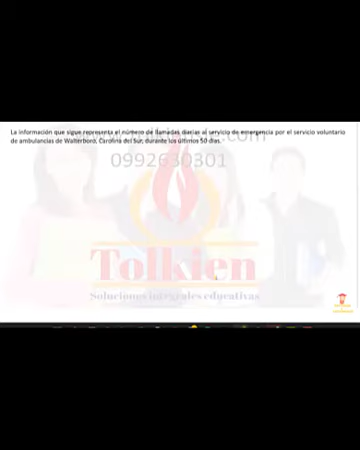 La información que sigue representa el número de llamadas diarias al servicio de emergencia por el servicio voluntario
de ambulancias de Walterboro, Carolina del Sur, durante los últimos 50 días.
0992630301
Tolkien
Soluciones integrales educativas